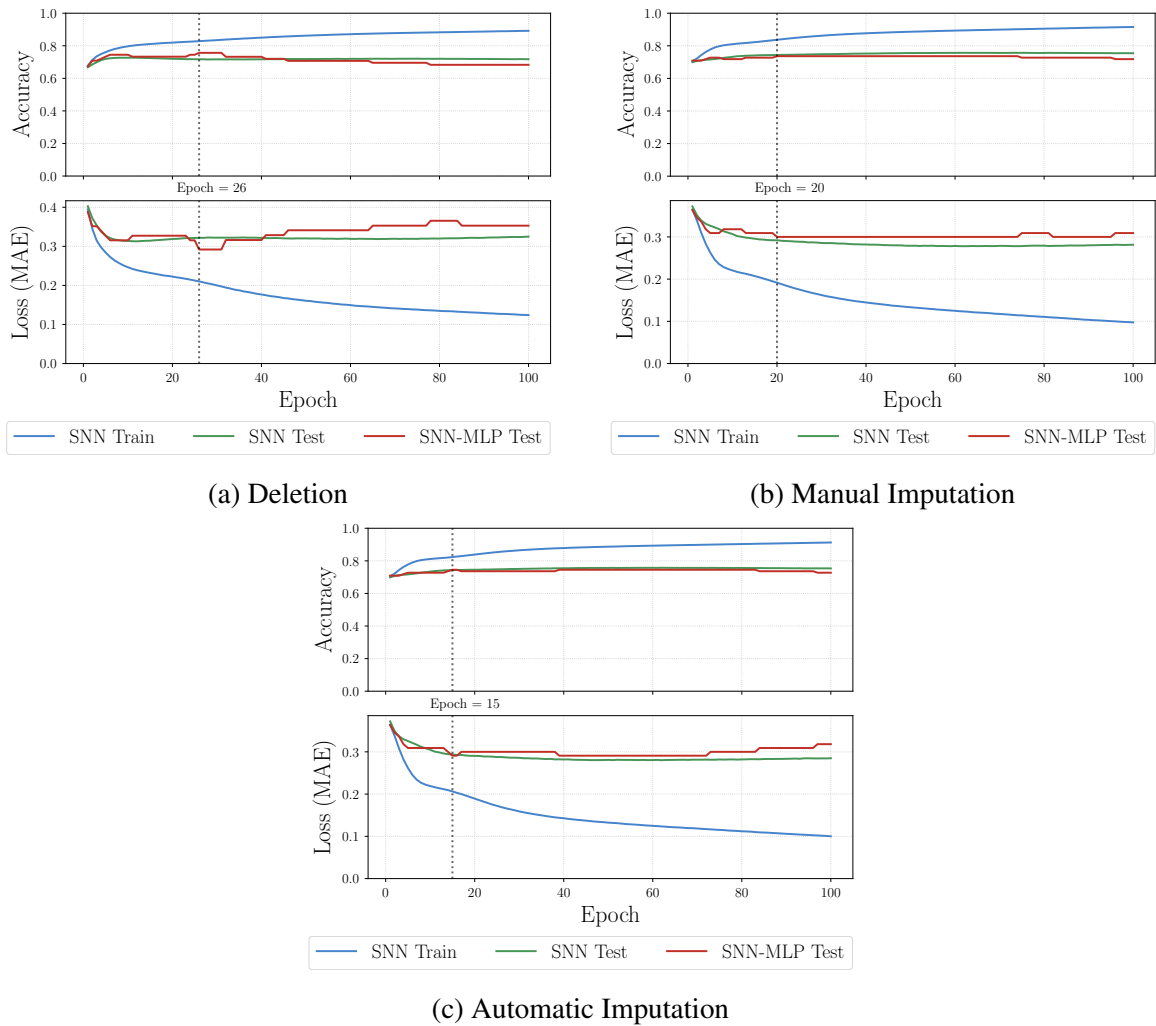 1.0
0.8
0.6
0.4
0.2
0.0
Accuracy
Epoch = 26
0.4
0.3
0.2
0.1
0.0
Loss (MAE)
0 20 40 60 80 100
Epoch
SNN Train SNN Test SNN-MLP Test
(a) Deletion
1.0
0.8
0.6
0.4
0.2
0.0
Accuracy
Epoch = 20
0.3
0.2
0.1
0.0
Loss (MAE)
0 20 40 60 80 100
Epoch
SNN Train SNN Test SNN-MLP Test
(b) Manual Imputation
1.0
0.8
0.6
0.4
0.2
0.0
Accuracy
Epoch = 15
0.3
0.2
0.1
0.0
Loss (MAE)
0 20 40 60 80 100
Epoch
SNN Train SNN Test SNN-MLP Test
(c) Automatic Imputation